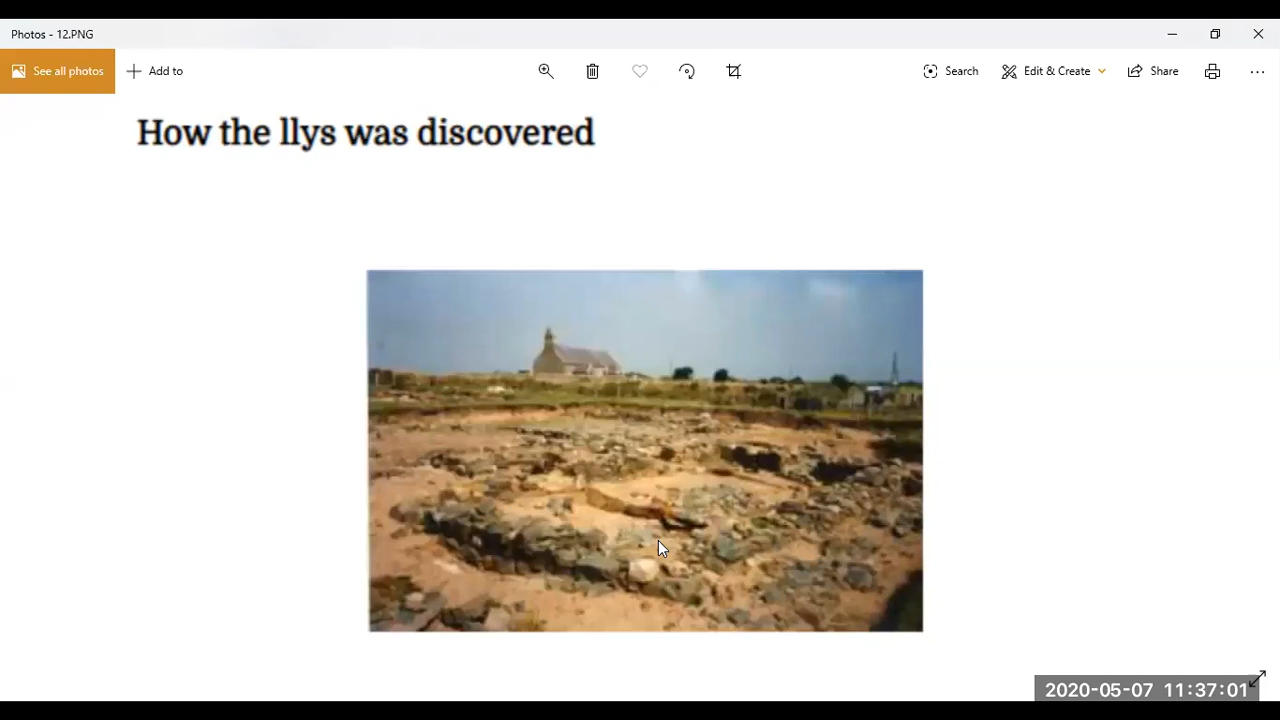 Photos - 12.PNG
See all photos
Add to
Search
Edit & Create
Share
How the llys was discovered
2020-05-07 11:37:01